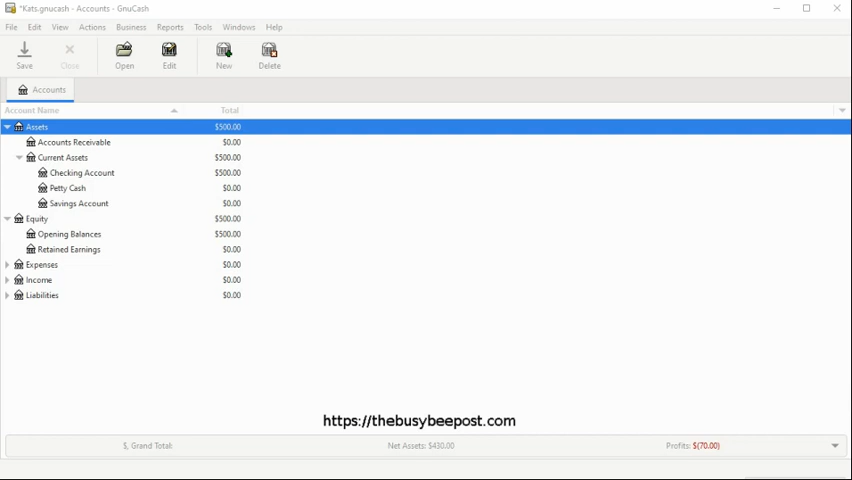 *Kats.gnucash - Accounts - GnuCash
File Edit View Actions Business Reports Tools Windows Help
Save Close Open Edit New Delete
Accounts
Account Name Total
Assets $500.00
Accounts Receivable $0.00
Current Assets $500.00
Checking Account $500.00
Petty Cash $0.00
Savings Account $0.00
Equity $500.00
Opening Balances $500.00
Retained Earnings $0.00
Expenses $0.00
Income $0.00
Liabilities $0.00
https://thebusybeepost.com
$, Grand Total: Net Assets: $430.00 Profits: $(70.00)